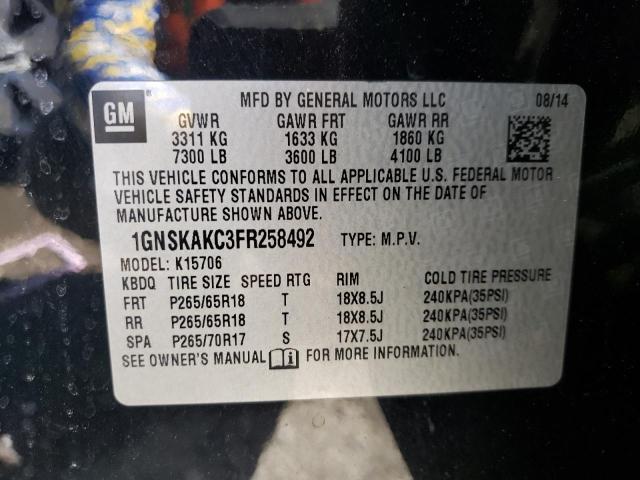 GM ® MFD BY GENERAL MOTORS LLC 08/14
GVWR GAWR FRT GAWR RR
3311 KG 1633 KG 1860 KG
7300 LB 3600 LB 4100 LB
THIS VEHICLE CONFORMS TO ALL APPLICABLE U.S. FEDERAL MOTOR
VEHICLE SAFETY STANDARDS IN EFFECT ON THE DATE OF
MANUFACTURE SHOWN ABOVE.
1GNSKAKC3FR258492 TYPE: M.P.V.
MODEL: K15706
KBDQ TIRE SIZE SPEED RTG RIM COLD TIRE PRESSURE
FRT P265/65R18 T 18X8.5J 240KPA(35PSI)
RR P265/65R18 T 18X8.5J 240KPA(35PSI)
SPA P265/70R17 S 17X7.5J 240KPA(35PSI)
SEE OWNER'S MANUAL i FOR MORE INFORMATION.